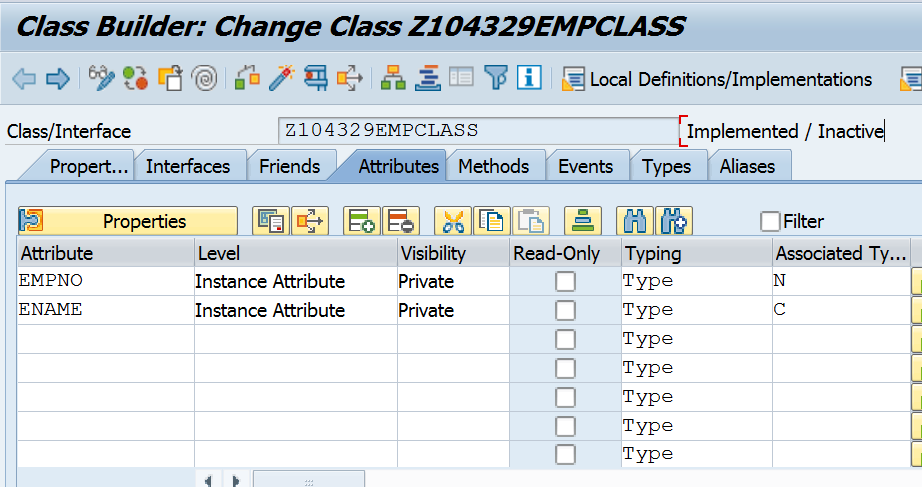 Class Builder: Change Class Z104329EMPCLASS
Local Definitions/Implementations
Class/Interface Z104329EMPCLASS Implemented / Inactive
Propert... Interfaces Friends Attributes Methods Events Types Aliases
Properties Filter
Attribute Level Visibility Read-Only Typing Associated Ty...
EMPNO Instance Attribute Private Type N
ENAME Instance Attribute Private Type C
Type
Type
Type
Type
Type